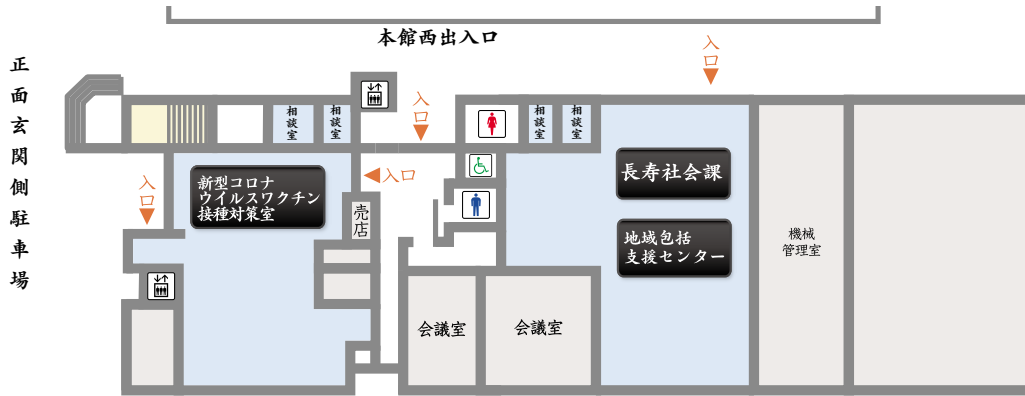 本館西出入口
正面玄関側駐車場
入口
入口
相談室
相談室
相談室
相談室
入口
入口
新型コロナ
ウイルスワクチン
接種対策室
長寿社会課
売店
地域包括
支援センター
機械
管理室
会議室
会議室